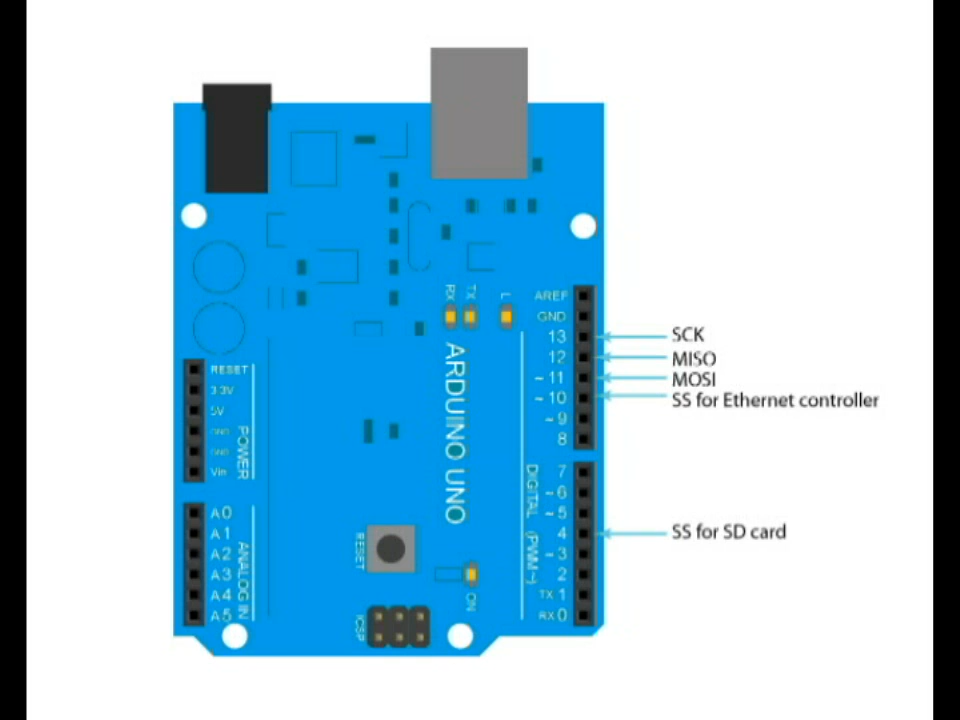 RX
TX
L
AREF
GND
13
SCK
12
MISO
~ 11
MOSI
~ 10
SS for Ethernet controller
~ 9
8
ARDUINO UNO
RESET
3.3V
5V
GND
GND
Vin
POWER
7
~ 6
~ 5
4
SS for SD card
~ 3
2
TX 1
RX 0
DIGITAL (PWM~)
A0
A1
A2
A3
A4
A5
ANALOG IN
RESET
ON
ICSP